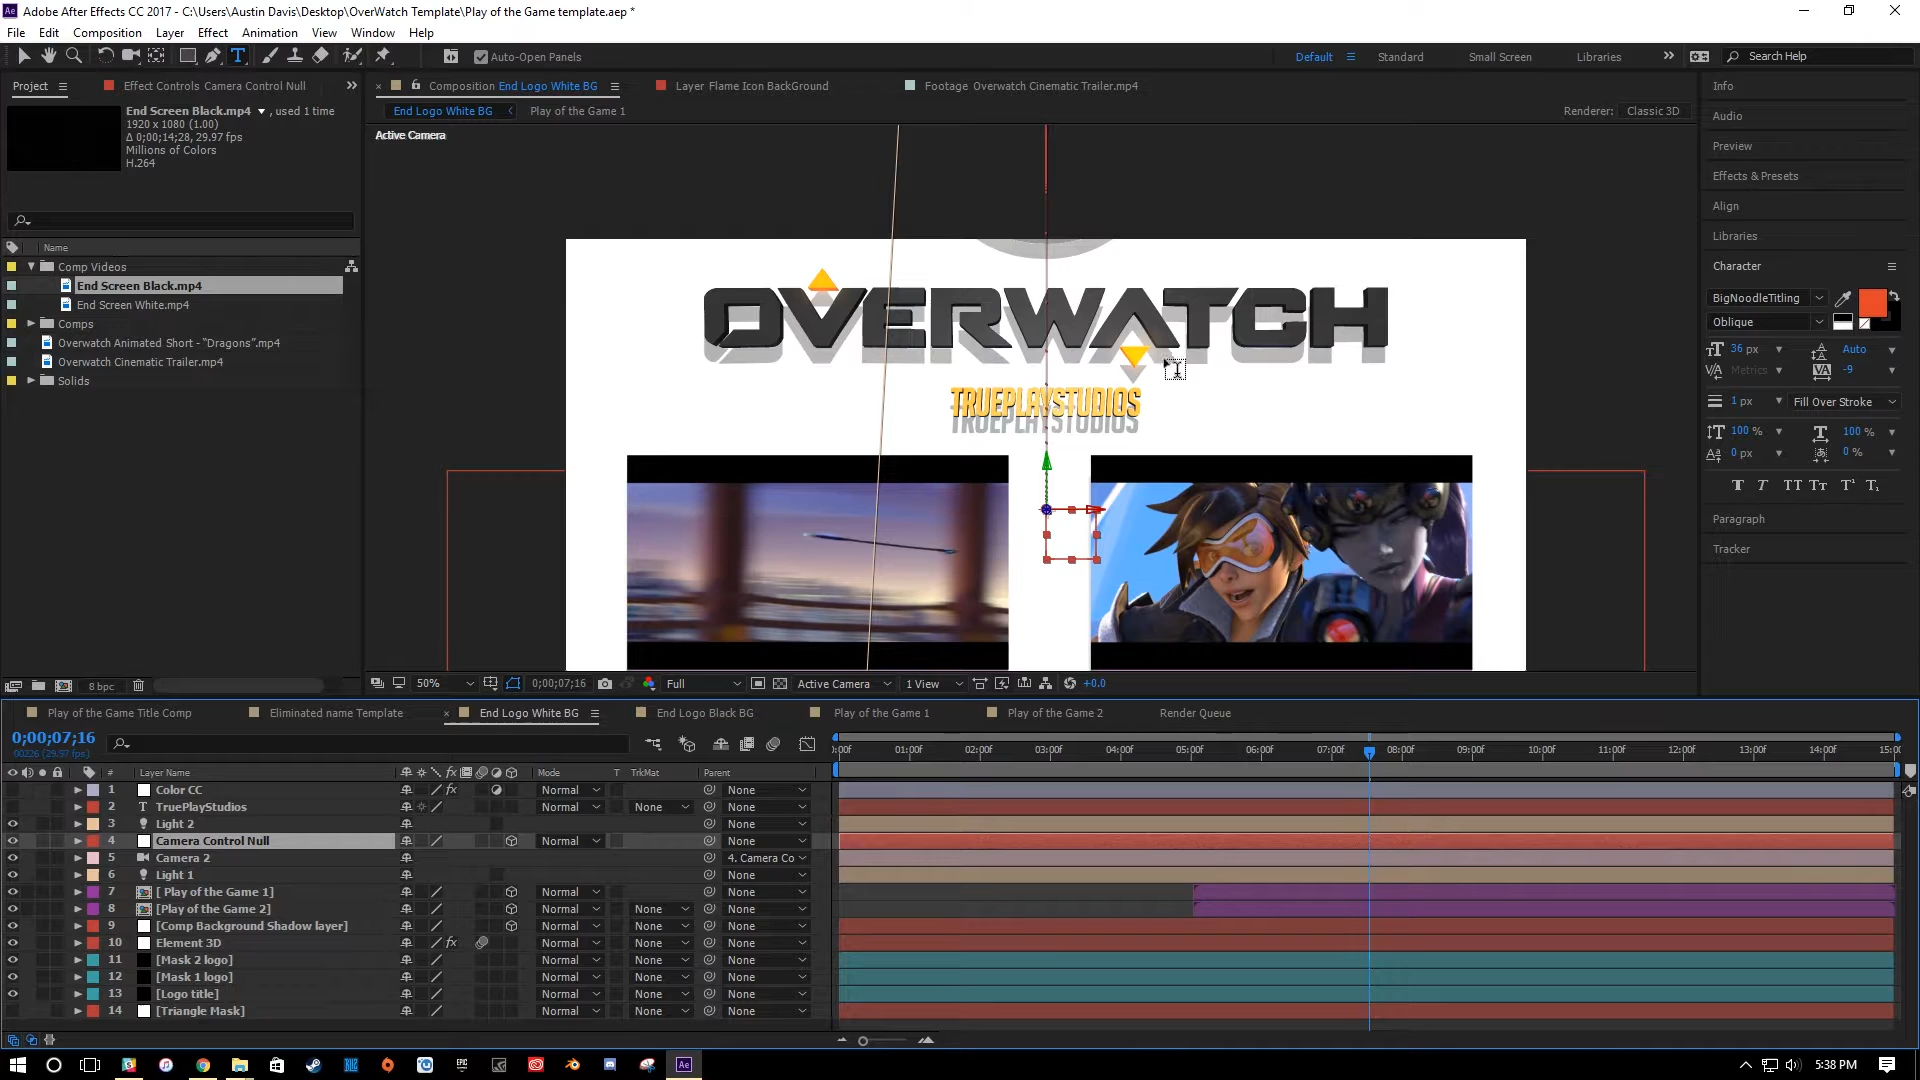 Adobe After Effects CC 2017 - C:\Users\Austin Davis\Desktop\OverWatch Template\Play of the Game template.aep *
File Edit Composition Layer Effect Animation View Window Help
Auto-Open Panels Default Standard Small Screen Libraries Search Help
Project Effect Controls Camera Control Null
End Screen Black.mp4 , used 1 time
1920 x 1080 (1.00)
Δ 0;00;14;28, 29.97 fps
Millions of Colors
H.264
Name
Comp Videos
End Screen Black.mp4
End Screen White.mp4
Comps
Overwatch Animated Short - “Dragons”.mp4
Overwatch Cinematic Trailer.mp4
Solids
8 bpc
Composition End Logo White BG Layer Flame Icon BackGround Footage Overwatch Cinematic Trailer.mp4
End Logo White BG Play of the Game 1 Renderer: Classic 3D
Active Camera
OVERWATCH
TRUEPLAYSTUDIOS
50% 0;00;07;16 Full Active Camera 1 View +0.0
Info
Audio
Preview
Effects & Presets
Align
Libraries
Character
BigNoodleTitling
Oblique
36 px Auto
Metrics -9
1 px Fill Over Stroke
100 % 100 %
0 px 0 %
Paragraph
Tracker
Play of the Game Title Comp Eliminated name Template End Logo White BG End Logo Black BG Play of the Game 1 Play of the Game 2 Render Queue
0;00;07;16
00226 (29.97 fps)
:00f 01:00f 02:00f 03:00f 04:00f 05:00f 06:00f 07:00f 08:00f 09:00f 10:00f 11:00f 12:00f 13:00f 14:00f 15:00
# Layer Name Mode T TrkMat Parent
1 Color CC Normal None
2 T TruePlayStudios Normal None None
3 Light 2 None
4 Camera Control Null Normal None
5 Camera 2 4. Camera Co
6 Light 1 None
7 [ Play of the Game 1] Normal None
8 [Play of the Game 2] Normal None None
9 [Comp Background Shadow layer] Normal None None
10 Element 3D Normal None None
11 [Mask 2 logo] Normal None None
12 [Mask 1 logo] Normal None None
13 [Logo title] Normal None None
14 [Triangle Mask] Normal None None
5:38 PM